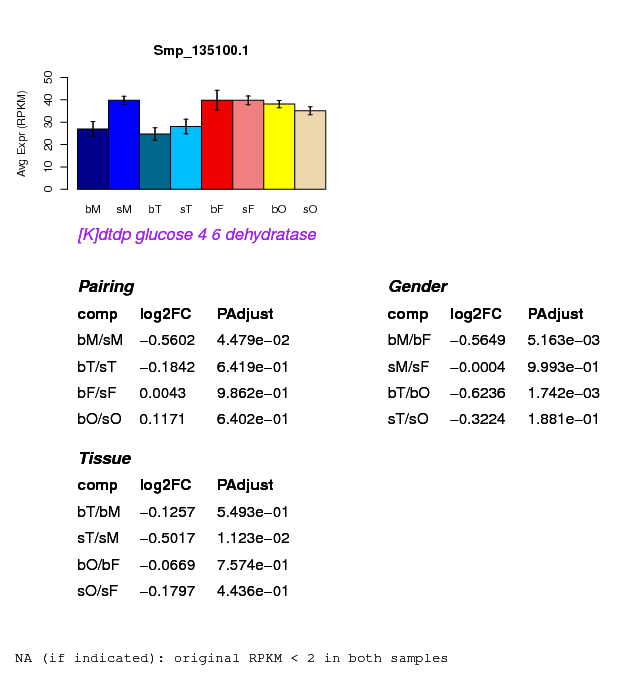 Smp_135100.1
Avg Expr (RPKM)
0 10 20 30 40 50
bM sM bT sT bF sF bO sO
[K]dtdp glucose 4 6 dehydratase
Pairing
comp log2FC PAdjust
bM/sM −0.5602 4.479e−02
bT/sT −0.1842 6.419e−01
bF/sF 0.0043 9.862e−01
bO/sO 0.1171 6.402e−01
Gender
comp log2FC PAdjust
bM/bF −0.5649 5.163e−03
sM/sF −0.0004 9.993e−01
bT/bO −0.6236 1.742e−03
sT/sO −0.3224 1.881e−01
Tissue
comp log2FC PAdjust
bT/bM −0.1257 5.493e−01
sT/sM −0.5017 1.123e−02
bO/bF −0.0669 7.574e−01
sO/sF −0.1797 4.436e−01
NA (if indicated): original RPKM < 2 in both samples